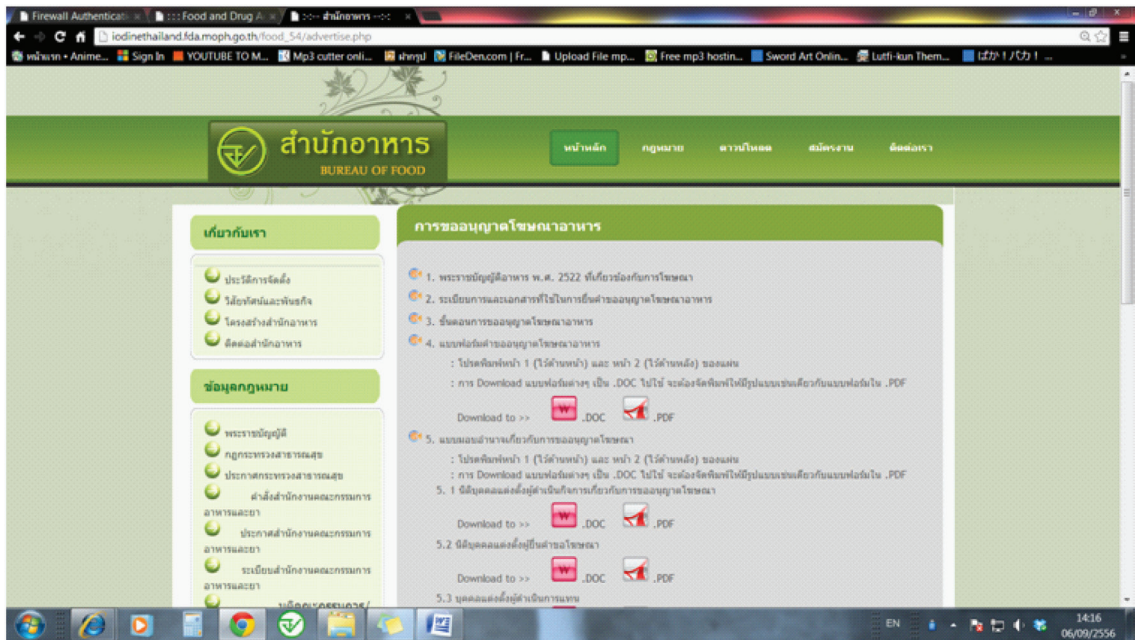 Firewall Authenticati
::: Food and Drug A
::-- สำนักอาหาร --::
iodinethailand.fda.moph.go.th/food_54/advertise.php
หน้าแรก • Anime...
Sign In
YOUTUBE TO M...
Mp3 cutter onli...
ฝากรูป
FileDen.com | Fr...
Upload File mp...
Free mp3 hostin...
Sword Art Onlin...
Lutfi-kun Them...
ばか！バカ！ ...
สำนักอาหาร
BUREAU OF FOOD
หน้าหลัก
กฎหมาย
ดาวน์โหลด
สมัครงาน
ติดต่อเรา
เกี่ยวกับเรา
ประวัติการจัดตั้ง
วิสัยทัศน์และพันธกิจ
โครงสร้างสำนักอาหาร
ติดต่อสำนักอาหาร
ข้อมูลกฎหมาย
พระราชบัญญัติ
กฎกระทรวงสาธารณสุข
ประกาศกระทรวงสาธารณสุข
คำสั่งสำนักงานคณะกรรมการ
อาหารและยา
ประกาศสำนักงานคณะกรรมการ
อาหารและยา
ระเบียบสำนักงานคณะกรรมการ
อาหารและยา
การขออนุญาตโฆษณาอาหาร
1. พระราชบัญญัติอาหาร พ.ศ. 2522 ที่เกี่ยวข้องกับการโฆษณา
2. ระเบียบการและเอกสารที่ใช้ในการยื่นคำขออนุญาตโฆษณาอาหาร
3. ขั้นตอนการขออนุญาตโฆษณาอาหาร
4. แบบฟอร์มคำขออนุญาตโฆษณาอาหาร
: โปรดพิมพ์หน้า 1 (ไว้ด้านหน้า) และ หน้า 2 (ไว้ด้านหลัง) ของแผ่น
: การ Download แบบฟอร์มต่างๆ เป็น .DOC ไปใช้ จะต้องจัดพิมพ์ให้มีรูปแบบเช่นเดียวกับแบบฟอร์มใน .PDF
Download to >> .DOC .PDF
5. แบบมอบอำนาจเกี่ยวกับการขออนุญาตโฆษณา
: โปรดพิมพ์หน้า 1 (ไว้ด้านหน้า) และ หน้า 2 (ไว้ด้านหลัง) ของแผ่น
: การ Download แบบฟอร์มต่างๆ เป็น .DOC ไปใช้ จะต้องจัดพิมพ์ให้มีรูปแบบเช่นเดียวกับแบบฟอร์มใน .PDF
5. 1 นิติบุคคลแต่งตั้งผู้ดำเนินกิจการเกี่ยวกับการขออนุญาตโฆษณา
Download to >> .DOC .PDF
5.2 นิติบุคคลแต่งตั้งผู้ยื่นคำขอโฆษณา
Download to >> .DOC .PDF
5.3 บุคคลแต่งตั้งผู้ดำเนินการแทน
EN
14:16
06/09/2556